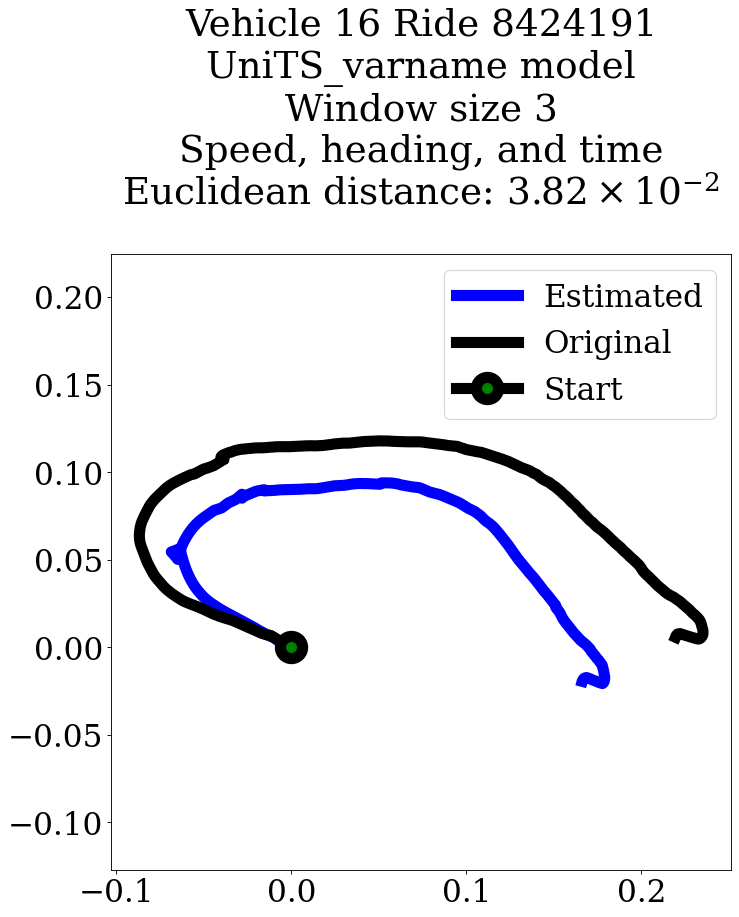 Vehicle 16 Ride 8424191
UniTS_varname model
Window size 3
Speed, heading, and time
Euclidean distance: 3.82 × 10⁻²
Estimated
Original
Start
0.20
0.15
0.10
0.05
0.00
−0.05
−0.10
−0.1
0.0
0.1
0.2